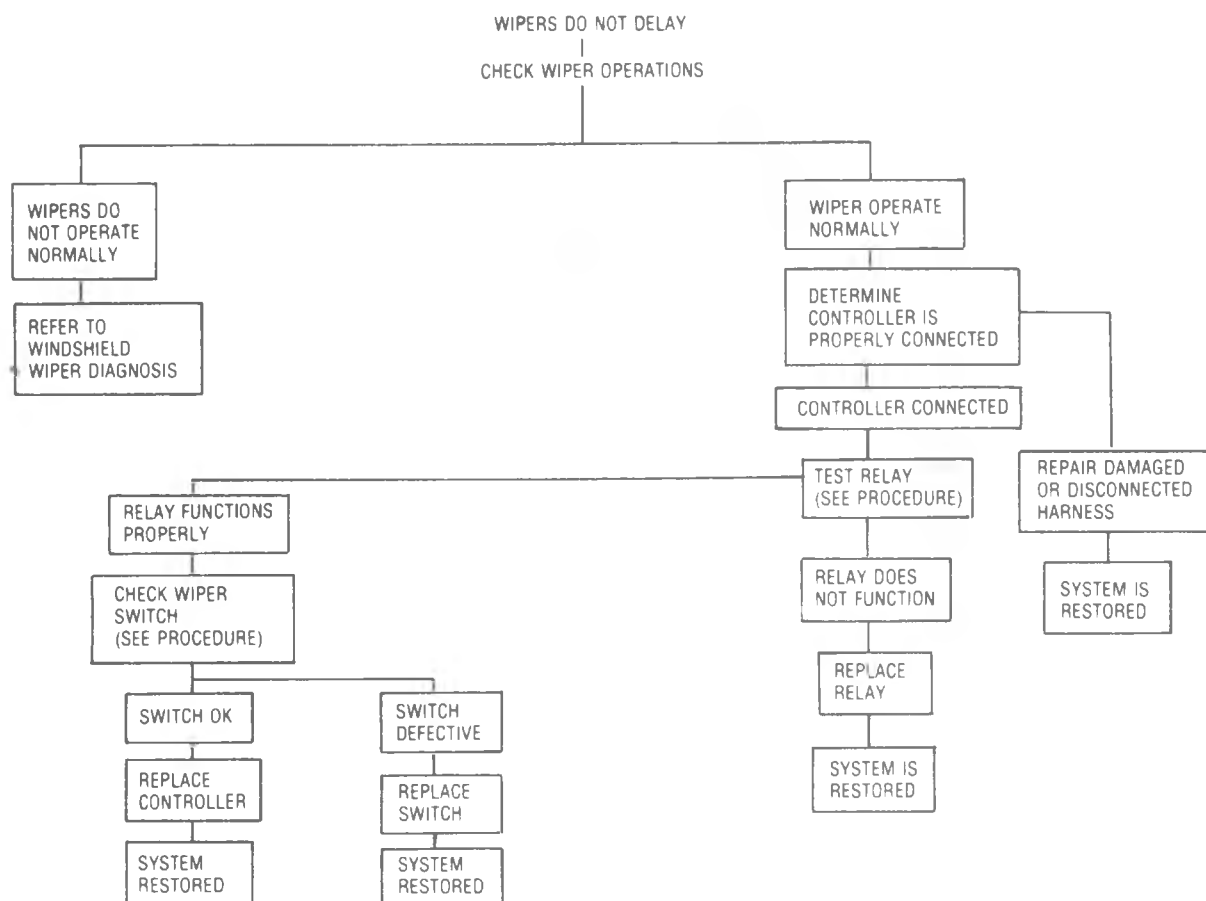 WIPERS DO NOT DELAY
CHECK WIPER OPERATIONS
WIPERS DO
NOT OPERATE
NORMALLY
REFER TO
WINDSHIELD
WIPER DIAGNOSIS
WIPER OPERATE
NORMALLY
DETERMINE
CONTROLLER IS
PROPERLY CONNECTED
CONTROLLER CONNECTED
TEST RELAY
(SEE PROCEDURE)
REPAIR DAMAGED
OR DISCONNECTED
HARNESS
SYSTEM IS
RESTORED
RELAY FUNCTIONS
PROPERLY
CHECK WIPER
SWITCH
(SEE PROCEDURE)
RELAY DOES
NOT FUNCTION
REPLACE
RELAY
SYSTEM IS
RESTORED
SWITCH OK
REPLACE
CONTROLLER
SYSTEM
RESTORED
SWITCH
DEFECTIVE
REPLACE
SWITCH
SYSTEM
RESTORED